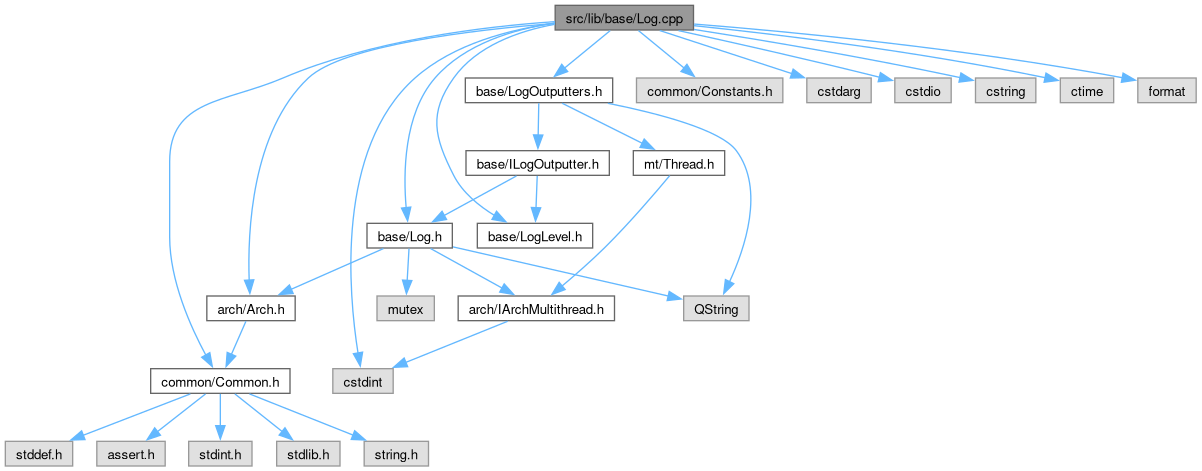 src/lib/base/Log.cpp
base/LogOutputters.h
common/Constants.h
cstdarg
cstdio
cstring
ctime
format
base/ILogOutputter.h
mt/Thread.h
base/Log.h
base/LogLevel.h
arch/Arch.h
mutex
arch/IArchMultithread.h
QString
common/Common.h
cstdint
stddef.h
assert.h
stdint.h
stdlib.h
string.h